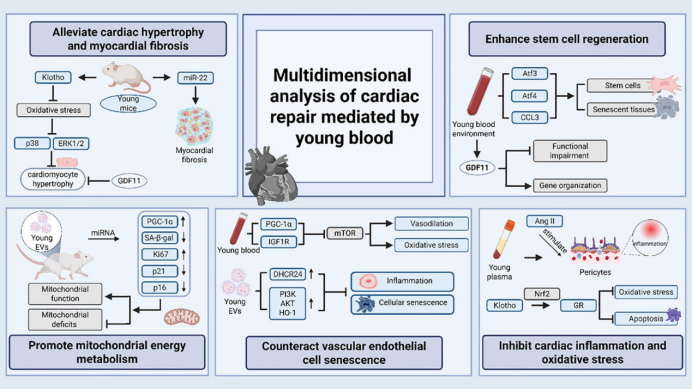 Alleviate cardiac hypertrophy
and myocardial fibrosis
Klotho
miR-22
Young
mice
Oxidative stress
p38
ERK1/2
cardiomyocyte
hypertrophy
GDF11
Myocardial
fibrosis
Multidimensional
analysis of cardiac
repair mediated by
young blood
Enhance stem cell regeneration
Atf3
Atf4
CCL3
Stem cells
Senescent tissues
Young blood
environment
GDF11
Functional
impairment
Gene organization
Young
EVs
miRNA
PGC-1α
SA-β-gal
Ki67
p21
p16
Mitochondrial
function
Mitochondrial
deficits
Promote mitochondrial energy
metabolism
Young blood
PGC-1α
IGF1R
mTOR
Vasodilation
Oxidative stress
Young
EVs
DHCR24
PI3K
AKT
HO-1
Inflammation
Cellular senescence
Counteract vascular endothelial
cell senescence
Young
plasma
Ang II
stimulate
Pericytes
inflammation
Klotho
Nrf2
GR
Oxidative stress
Apoptosis
Inhibit cardiac inflammation and
oxidative stress